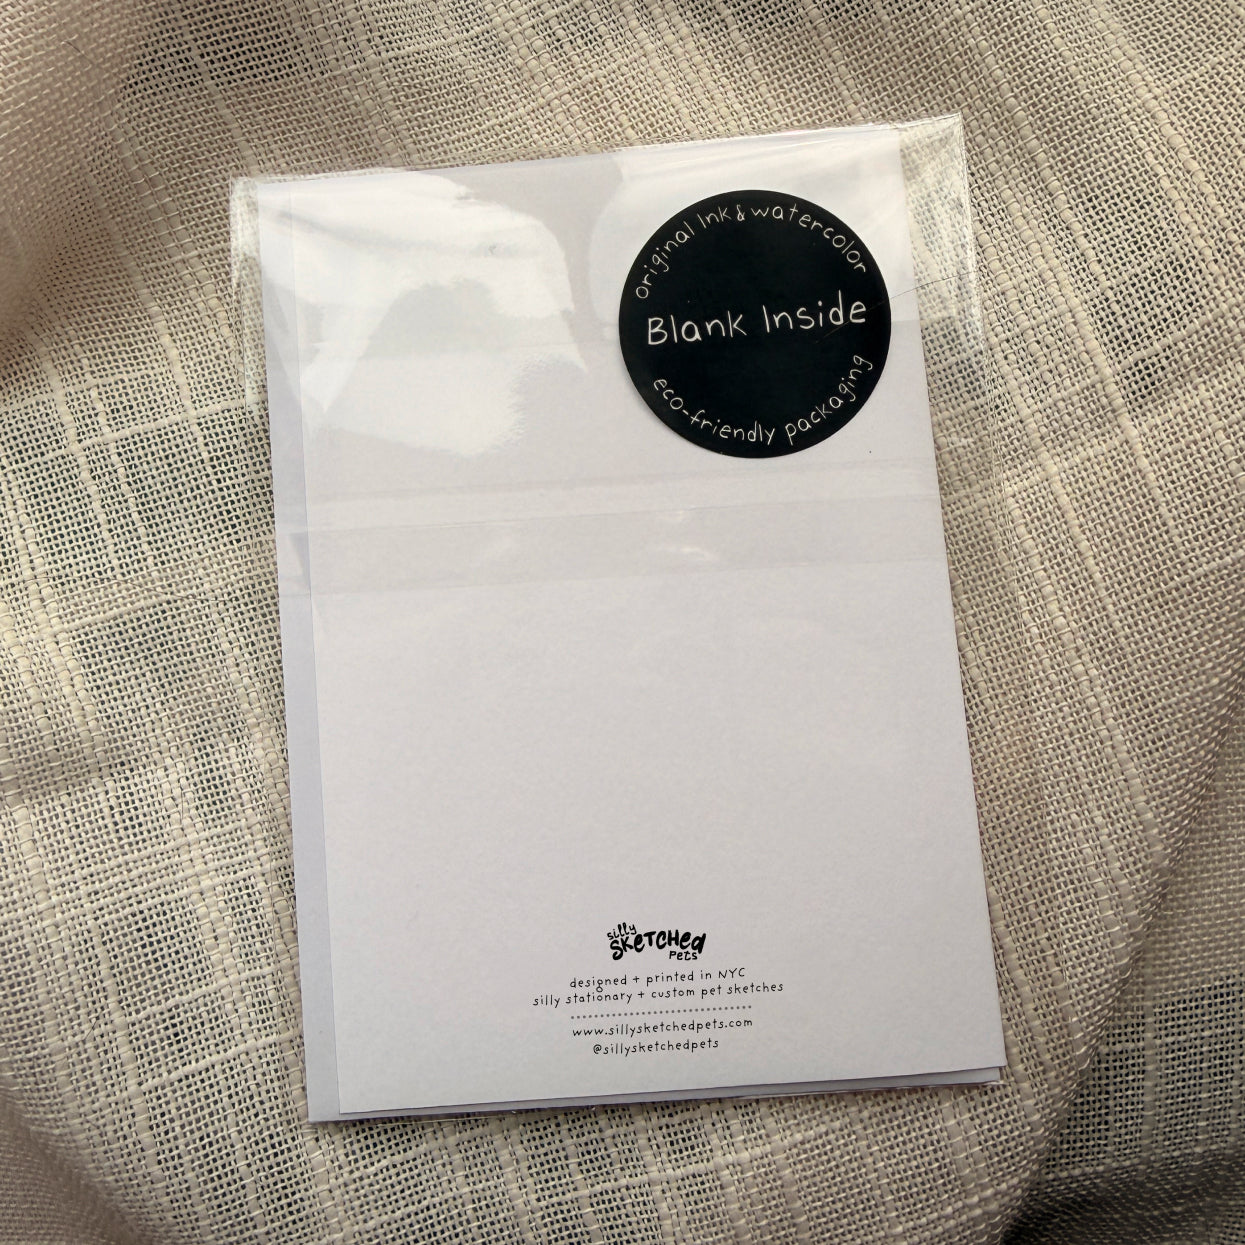 original Ink & watercolor
Blank Inside
eco-friendly packaging
silly
SKETCHED
Pets
designed + printed in NYC
silly stationary + custom pet sketches
www.sillysketchedpets.com
@sillysketchedpets